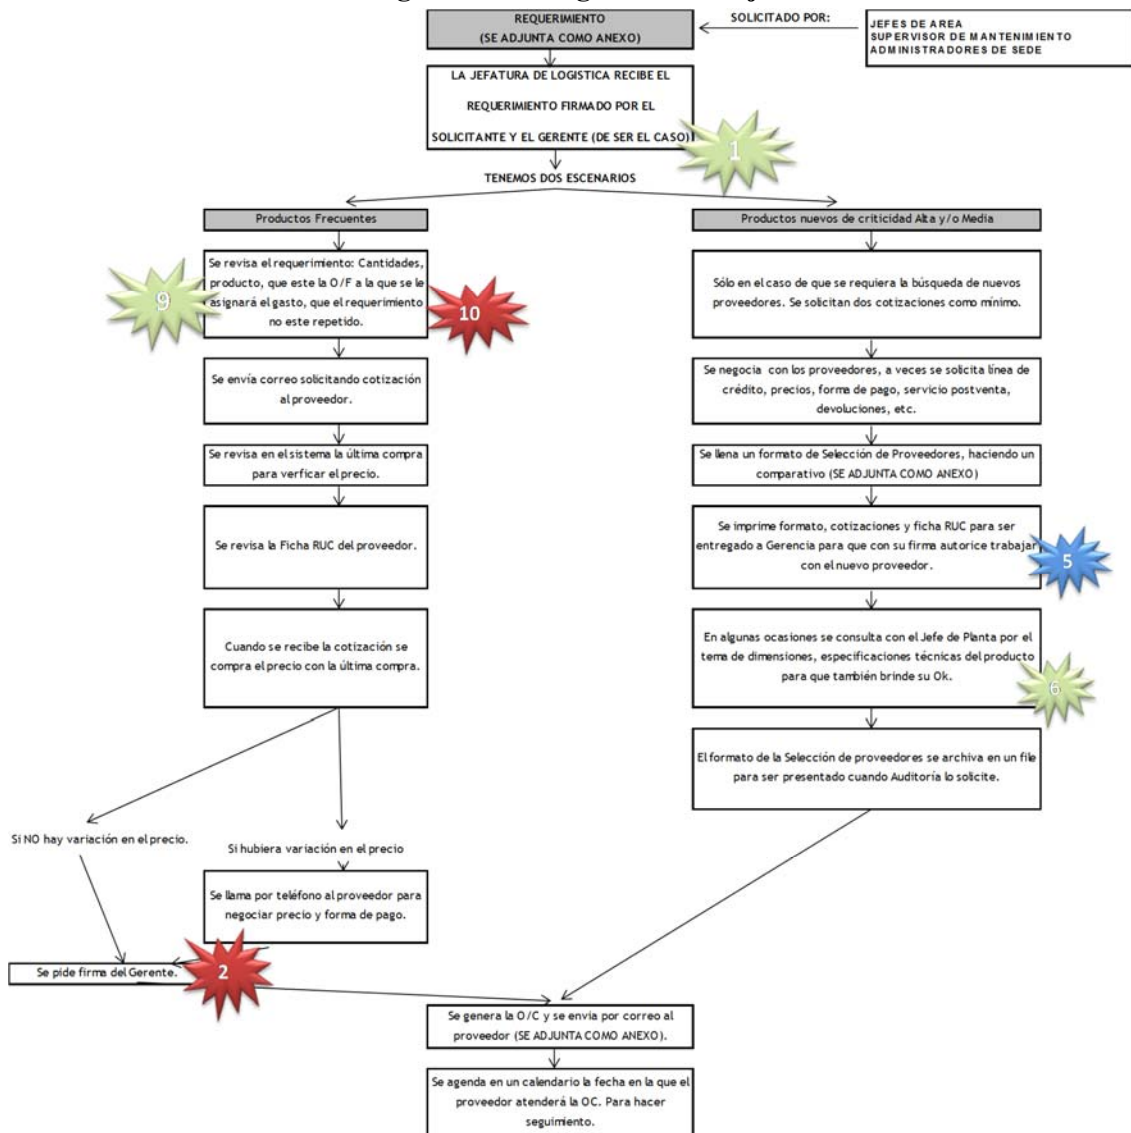 REQUERIMIENTO
(SE ADJUNTA COMO ANEXO)
SOLICITADO POR:
JEFES DE AREA
SUPERVISOR DE MANTENIMIENTO
ADMINISTRADORES DE SEDE
LA JEFATURA DE LOGISTICA RECIBE EL
REQUERIMIENTO FIRMADO POR EL
SOLICITANTE Y EL GERENTE (DE SER EL CASO)
1
TENEMOS DOS ESCENARIOS
Productos Frecuentes
Se revisa el requerimiento: Cantidades,
producto, que este la O/F a la que se le
asignará el gasto, que el requerimiento
no este repetido.
9
10
Se envía correo solicitando cotización
al proveedor.
Se revisa en el sistema la última compra
para verficar el precio.
Se revisa la Ficha RUC del proveedor.
Cuando se recibe la cotización se
compra el precio con la última compra.
Si NO hay variación en el precio.
Si hubiera variación en el precio
Se llama por teléfono al proveedor para
negociar precio y forma de pago.
Se pide firma del Gerente.
2
Productos nuevos de criticidad Alta y/o Media
Sólo en el caso de que se requiera la búsqueda de nuevos
proveedores. Se solicitan dos cotizaciones como mínimo.
Se negocia con los proveedores, a veces se solicita línea de
crédito, precios, forma de pago, servicio postventa,
devoluciones, etc.
Se llena un formato de Selección de Proveedores, haciendo un
comparativo (SE ADJUNTA COMO ANEXO)
Se imprime formato, cotizaciones y ficha RUC para ser
entregado a Gerencia para que con su firma autorice trabajar
con el nuevo proveedor.
5
En algunas ocasiones se consulta con el Jefe de Planta por el
tema de dimensiones, especificaciones técnicas del producto
para que también brinde su Ok.
6
El formato de la Selección de proveedores se archiva en un file
para ser presentado cuando Auditoría lo solicite.
Se genera la O/C y se envia por correo al
proveedor (SE ADJUNTA COMO ANEXO).
Se agenda en un calendario la fecha en la que el
proveedor atenderá la OC. Para hacer
seguimiento.